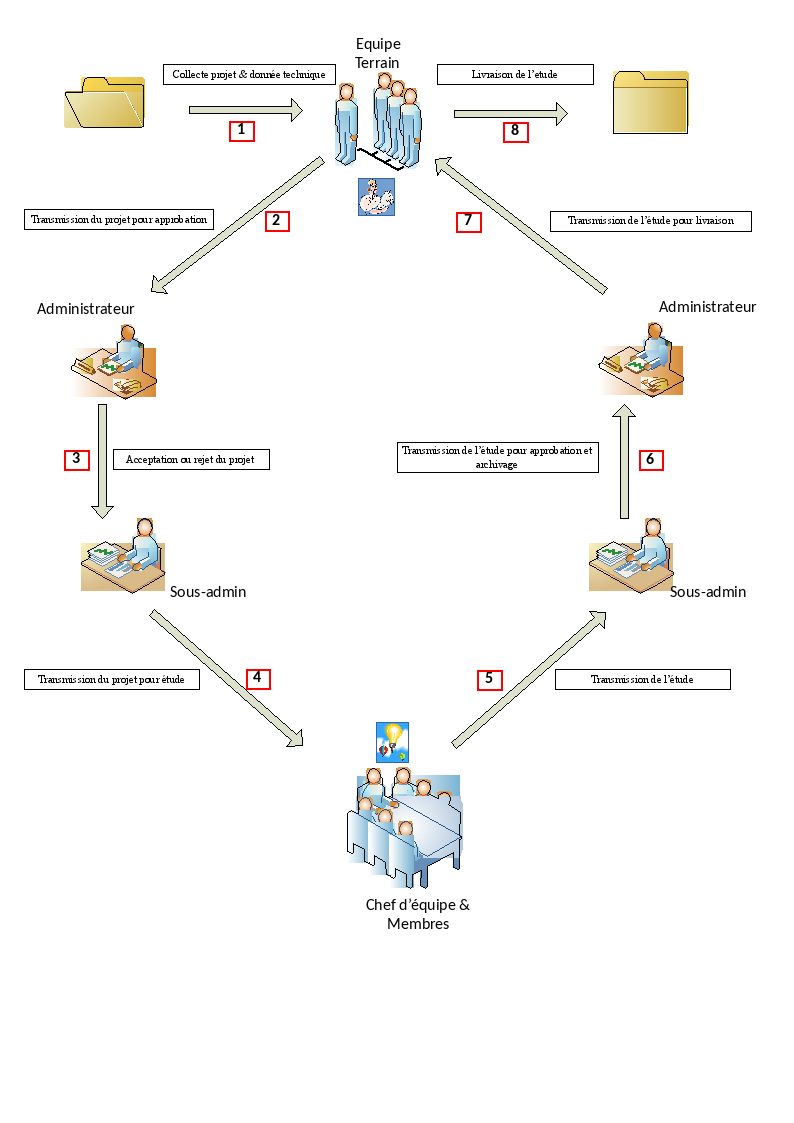 Equipe
Terrain
Collecte projet & donnée technique
Livraison de l'etude
1
8
Transmission du projet pour approbation
2
7
Transmission de l'étude pour livraison
Administrateur
Administrateur
3
Acceptation ou rejet du projet
Transmission de l'étude pour approbation et
archivage
6
Sous-admin
Sous-admin
Transmission du projet pour étude
4
5
Transmission de l'étude
Chef d'équipe &
Membres